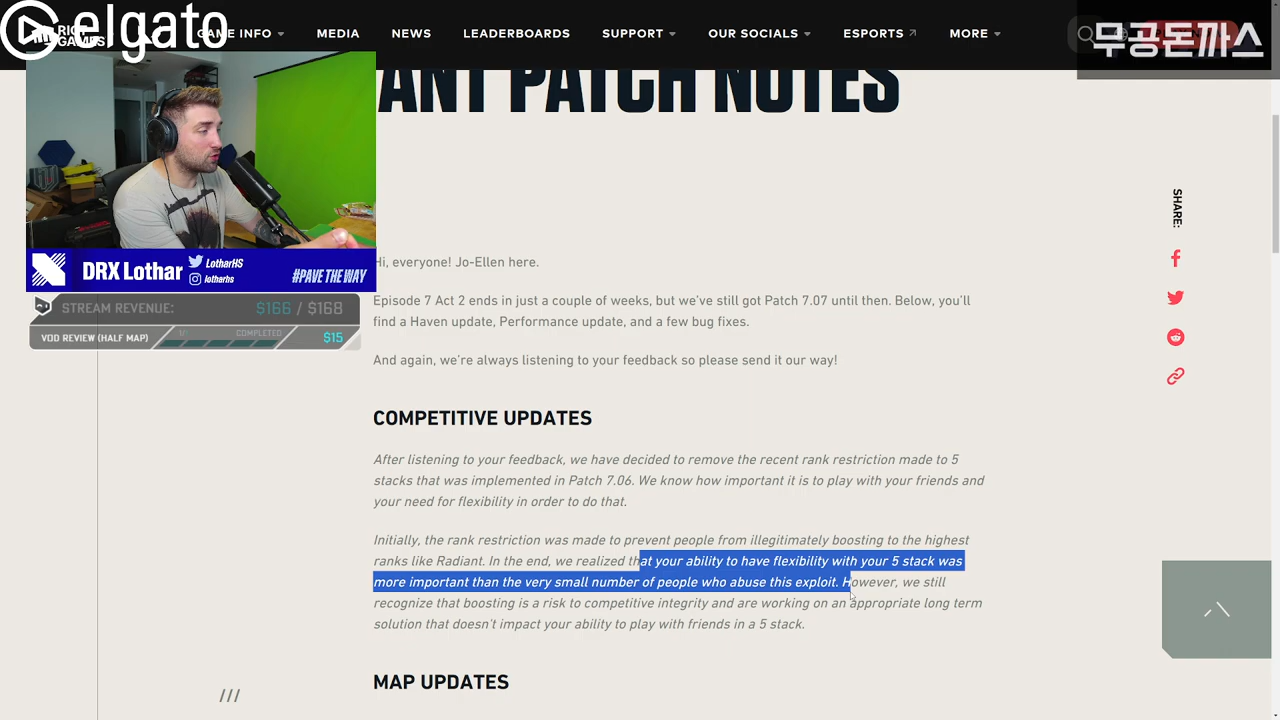 elgato
RIOT
GAMES
GAME INFO
MEDIA
NEWS
LEADERBOARDS
SUPPORT
OUR SOCIALS
ESPORTS
MORE
무공돈까스
ANT PATCH NOTES
SHARE:
DRX Lothar
LotharHS
lotharhs
#PAVE THE WAY
STREAM REVENUE:
$166 / $168
VOD REVIEW (HALF MAP)
COMPLETED
$15
Hi, everyone! Jo-Ellen here.
Episode 7 Act 2 ends in just a couple of weeks, but we've still got Patch 7.07 until then. Below, you'll
find a Haven update, Performance update, and a few bug fixes.
And again, we're always listening to your feedback so please send it our way!
COMPETITIVE UPDATES
After listening to your feedback, we have decided to remove the recent rank restriction made to 5
stacks that was implemented in Patch 7.06. We know how important it is to play with your friends and
your need for flexibility in order to do that.
Initially, the rank restriction was made to prevent people from illegitimately boosting to the highest
ranks like Radiant. In the end, we realized that your ability to have flexibility with your 5 stack was
more important than the very small number of people who abuse this exploit. However, we still
recognize that boosting is a risk to competitive integrity and are working on an appropriate long term
solution that doesn't impact your ability to play with friends in a 5 stack.
MAP UPDATES
///